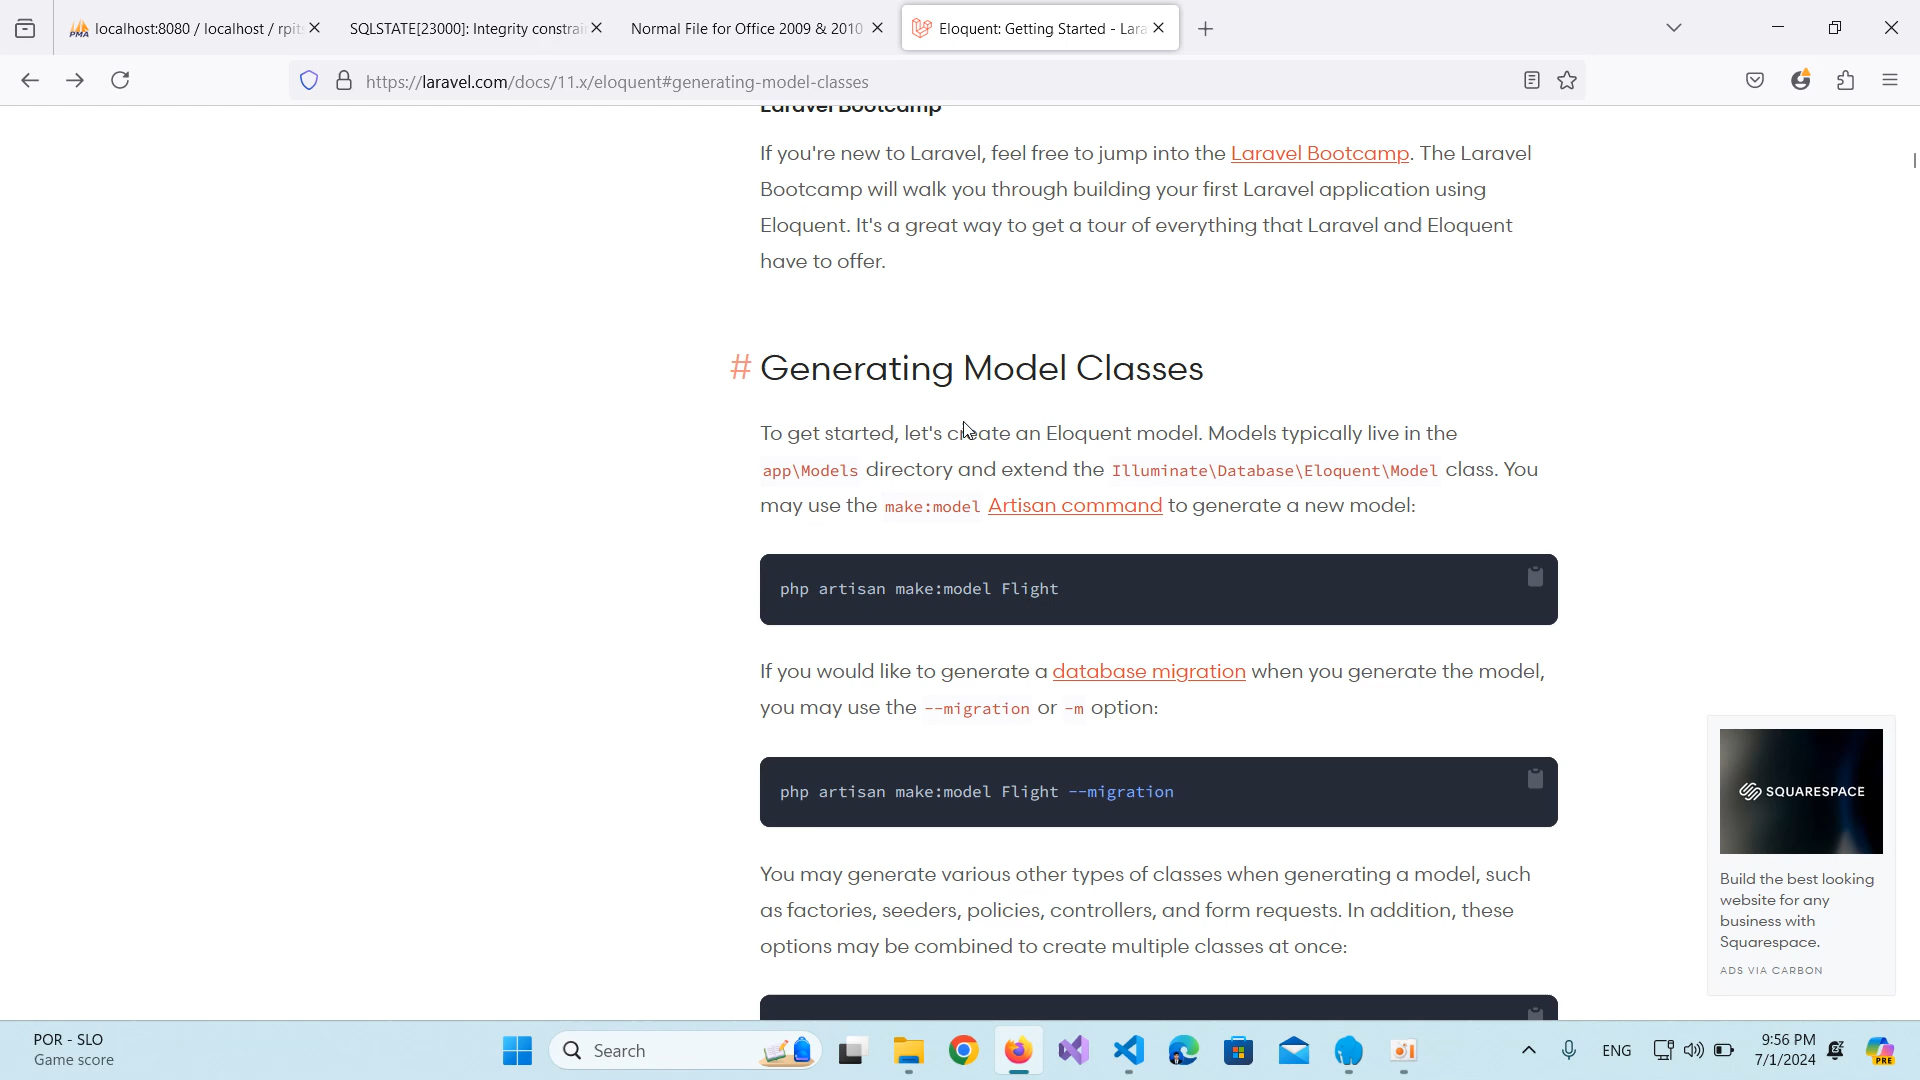 localhost:8080 / localhost / rpit
SQLSTATE[23000]: Integrity constrai
Normal File for Office 2009 & 2010
Eloquent: Getting Started - Lara
https://laravel.com/docs/11.x/eloquent#generating-model-classes
Laravel Bootcamp
If you're new to Laravel, feel free to jump into the Laravel Bootcamp. The Laravel
Bootcamp will walk you through building your first Laravel application using
Eloquent. It's a great way to get a tour of everything that Laravel and Eloquent
have to offer.
# Generating Model Classes
To get started, let's create an Eloquent model. Models typically live in the
app\Models directory and extend the Illuminate\Database\Eloquent\Model class. You
may use the make:model Artisan command to generate a new model:
php artisan make:model Flight
If you would like to generate a database migration when you generate the model,
you may use the --migration or -m option:
php artisan make:model Flight --migration
You may generate various other types of classes when generating a model, such
as factories, seeders, policies, controllers, and form requests. In addition, these
options may be combined to create multiple classes at once:
SQUARESPACE
Build the best looking
website for any
business with
Squarespace.
ADS VIA CARBON
POR - SLO
Game score
Search
ENG
9:56 PM
7/1/2024
PRE